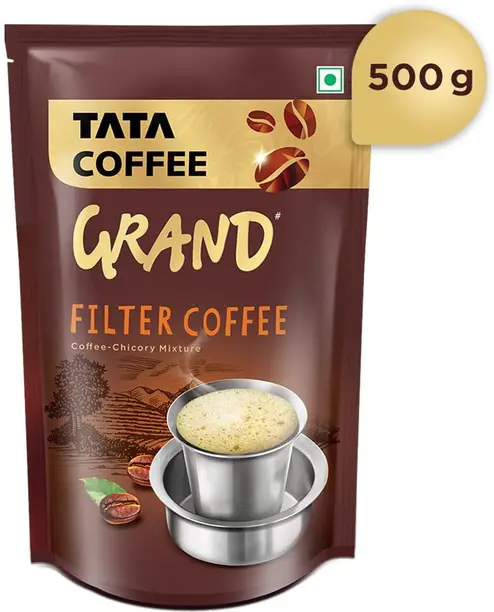 500 g
TATA
COFFEE
GRAND#
FILTER COFFEE
Coffee-Chicory Mixture